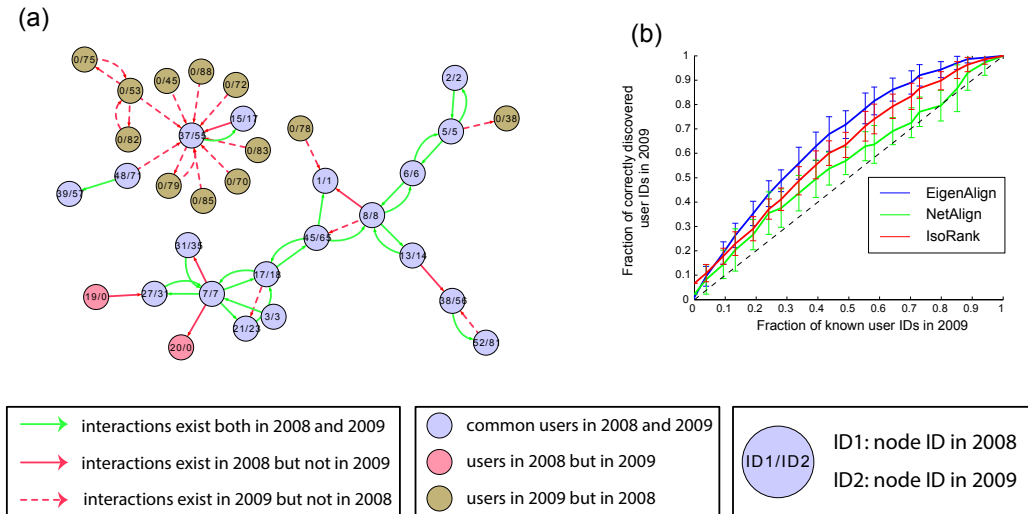 (a)
(b)
0/75
0/53
0/45
0/88
0/72
0/82
37/55
15/17
0/83
0/70
0/85
0/79
48/71
39/57
0/78
2/2
5/5
0/38
6/6
1/1
8/8
45/65
13/14
31/35
17/18
19/0
27/31
7/7
3/3
21/23
20/0
38/56
52/81
Fraction of correctly discovered
user IDs in 2009
1
0.9
0.8
0.7
0.6
0.5
0.4
0.3
0.2
0.1
0
EigenAlign
NetAlign
IsoRank
0 0.1 0.2 0.3 0.4 0.5 0.6 0.7 0.8 0.9 1
Fraction of known user IDs in 2009
interactions exist both in 2008 and 2009
interactions exist in 2008 but not in 2009
interactions exist in 2009 but not in 2008
common users in 2008 and 2009
users in 2008 but in 2009
users in 2009 but in 2008
ID1/ID2
ID1: node ID in 2008
ID2: node ID in 2009